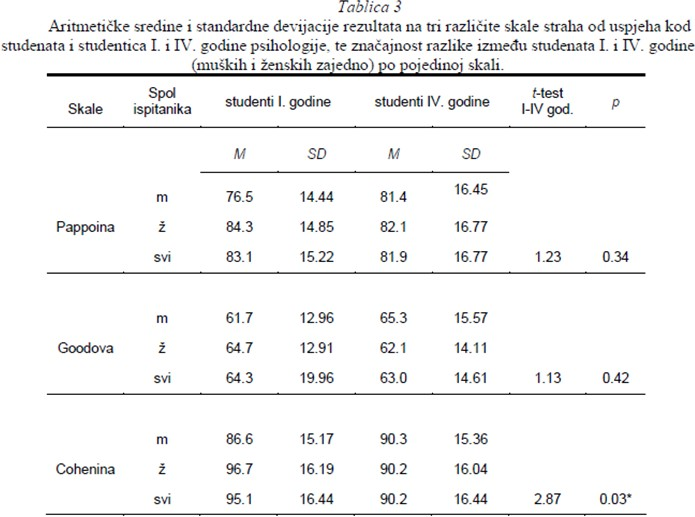 Tablica 3
Aritmetičke sredine i standardne devijacije rezultata na tri različite skale straha od uspjeha kod
studenata i studentica I. i IV. godine psihologije, te značajnost razlike između studenata I. i IV. godine
(muških i ženskih zajedno) po pojedinoj skali.
Skale Spol ispitanika studenti I. godine studenti IV. godine t-test I-IV god. p
M SD M SD
m 76.5 14.44 81.4 16.45
Pappoina ž 84.3 14.85 82.1 16.77
svi 83.1 15.22 81.9 16.77 1.23 0.34
m 61.7 12.96 65.3 15.57
Goodova ž 64.7 12.91 62.1 14.11
svi 64.3 19.96 63.0 14.61 1.13 0.42
m 86.6 15.17 90.3 15.36
Cohenina ž 96.7 16.19 90.2 16.04
svi 95.1 16.44 90.2 16.44 2.87 0.03*